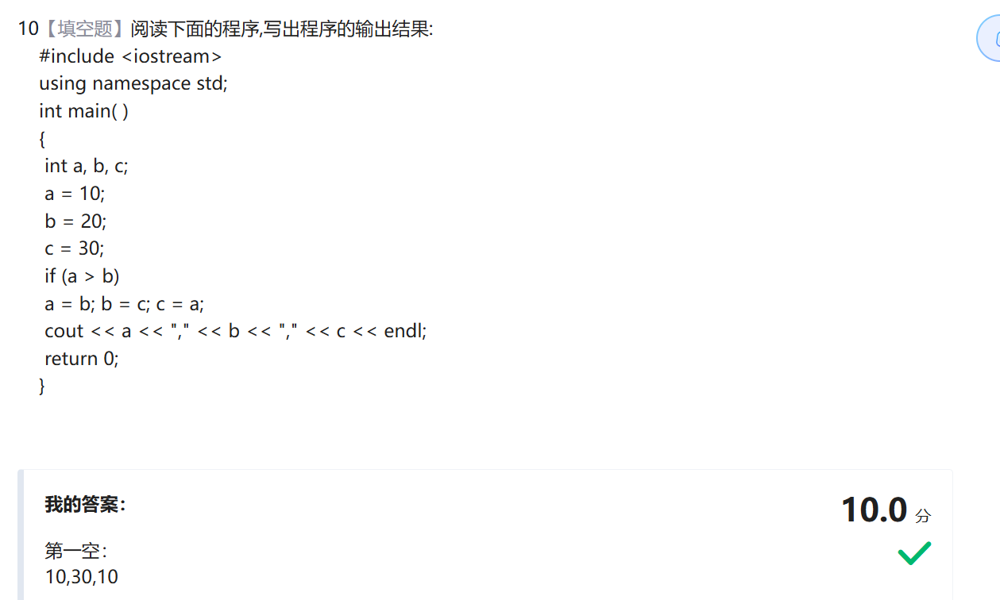 10【填空题】阅读下面的程序,写出程序的输出结果:
#include <iostream>
using namespace std;
int main( )
{
int a, b, c;
a = 10;
b = 20;
c = 30;
if (a > b)
a = b; b = c; c = a;
cout << a << "," << b << "," << c << endl;
return 0;
}
我的答案：
10.0 分
第一空：
10,30,10